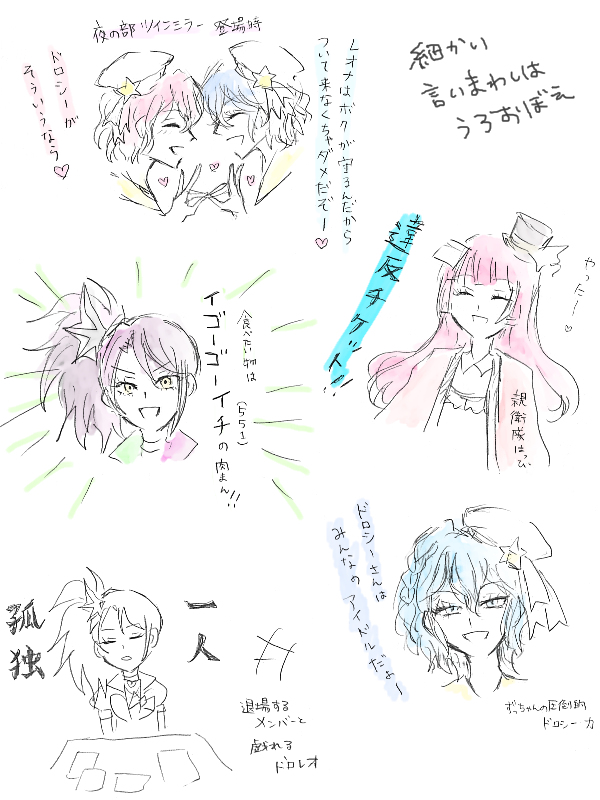 夜の部 ツインミラー 登場時
ドロシーが
そういうなら♡
レオナはボクが守るんだから
ついて来なくちゃダメだぞー♡
細かい
言いまわしは
うろおぼえ
違反チケット!!
やったー♡
親衛隊はっぴ
食べたい物は
イゴーゴーイチの肉まん!!
(551)
ドロシーさんは
みんなのアイドルだよ〜
ずっちゃんの圧倒的
ドロシー力
孤独
一人
退場する
メンバーと
戯れる
ドロレオ